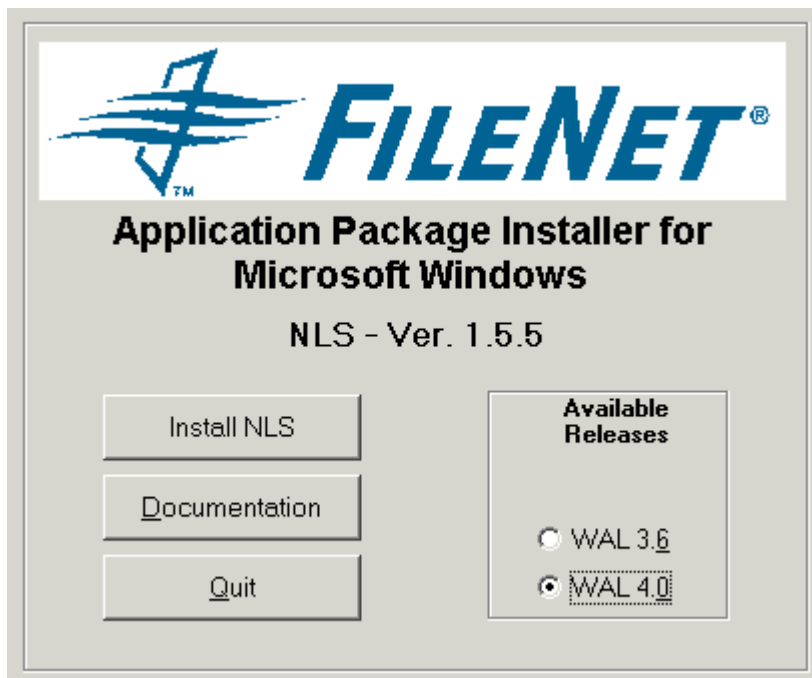 FILENET®
TM
Application Package Installer for
Microsoft Windows
NLS - Ver. 1.5.5
Install NLS
Documentation
Quit
Available
Releases
WAL 3.6
WAL 4.0